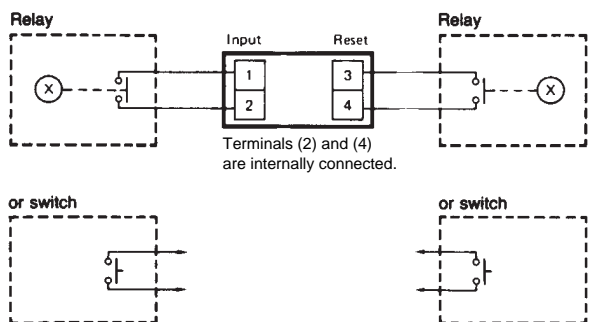 Relay
Relay
Input
Reset
X
1
2
3
4
X
Terminals (2) and (4)
are internally connected.
or switch
or switch